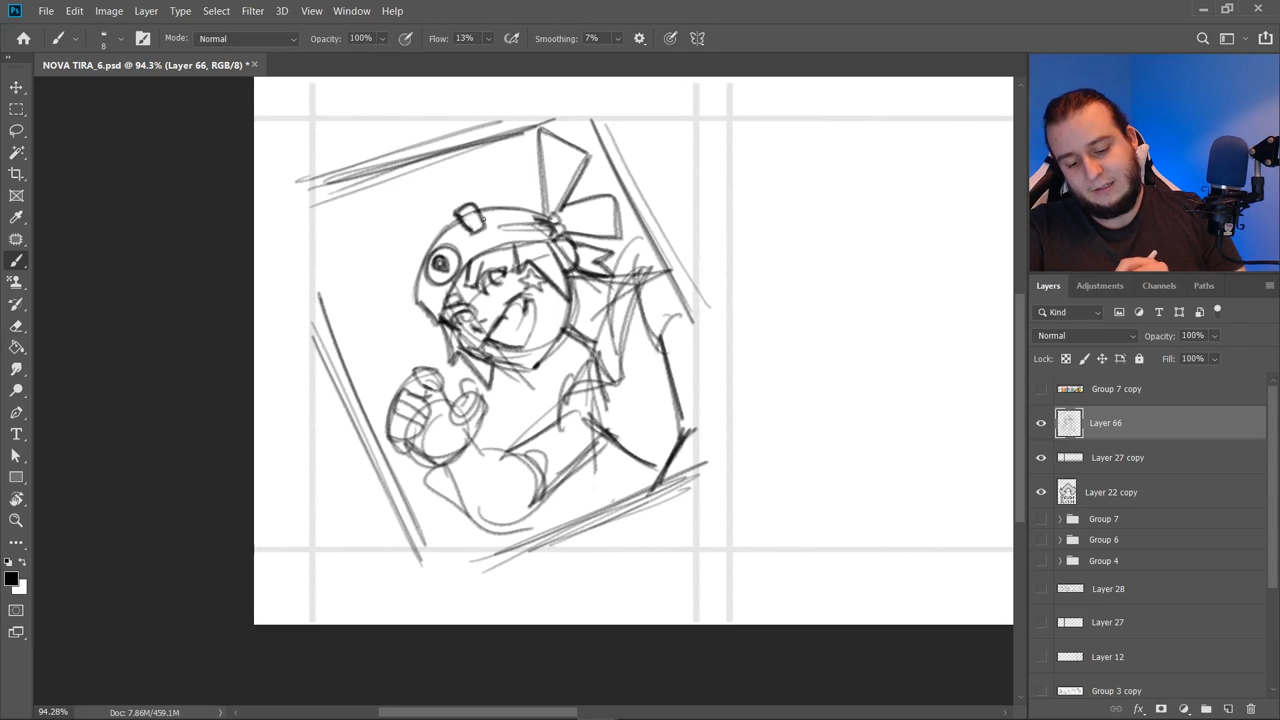 Ps File Edit Image Layer Type Select Filter 3D View Window Help
8 Mode: Normal Opacity: 100% Flow: 13% Smoothing: 7%
NOVA TIRA_6.psd @ 94.3% (Layer 66, RGB/8) *
Layers Adjustments Channels Paths
Kind
Normal Opacity: 100%
Lock: Fill: 100%
Group 7 copy
Layer 66
Layer 27 copy
Layer 22 copy
Group 7
Group 6
Group 4
Layer 28
Layer 27
Layer 12
Group 3 copy
94.28% Doc: 7.86M/459.1M